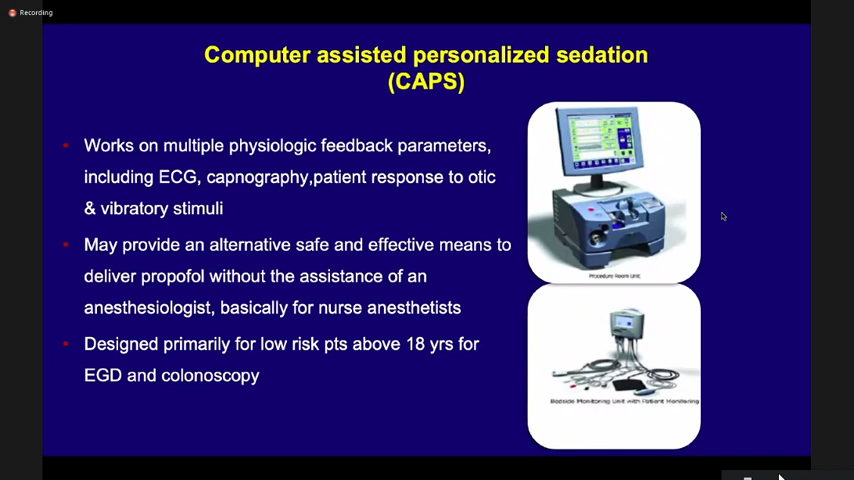 Recording
Computer assisted personalized sedation
(CAPS)
• Works on multiple physiologic feedback parameters,
including ECG, capnography,patient response to otic
& vibratory stimuli
• May provide an alternative safe and effective means to
deliver propofol without the assistance of an
anesthesiologist, basically for nurse anesthetists
• Designed primarily for low risk pts above 18 yrs for
EGD and colonoscopy
Procedure Room Unit
Bedside Monitoring Unit with Patient Monitoring